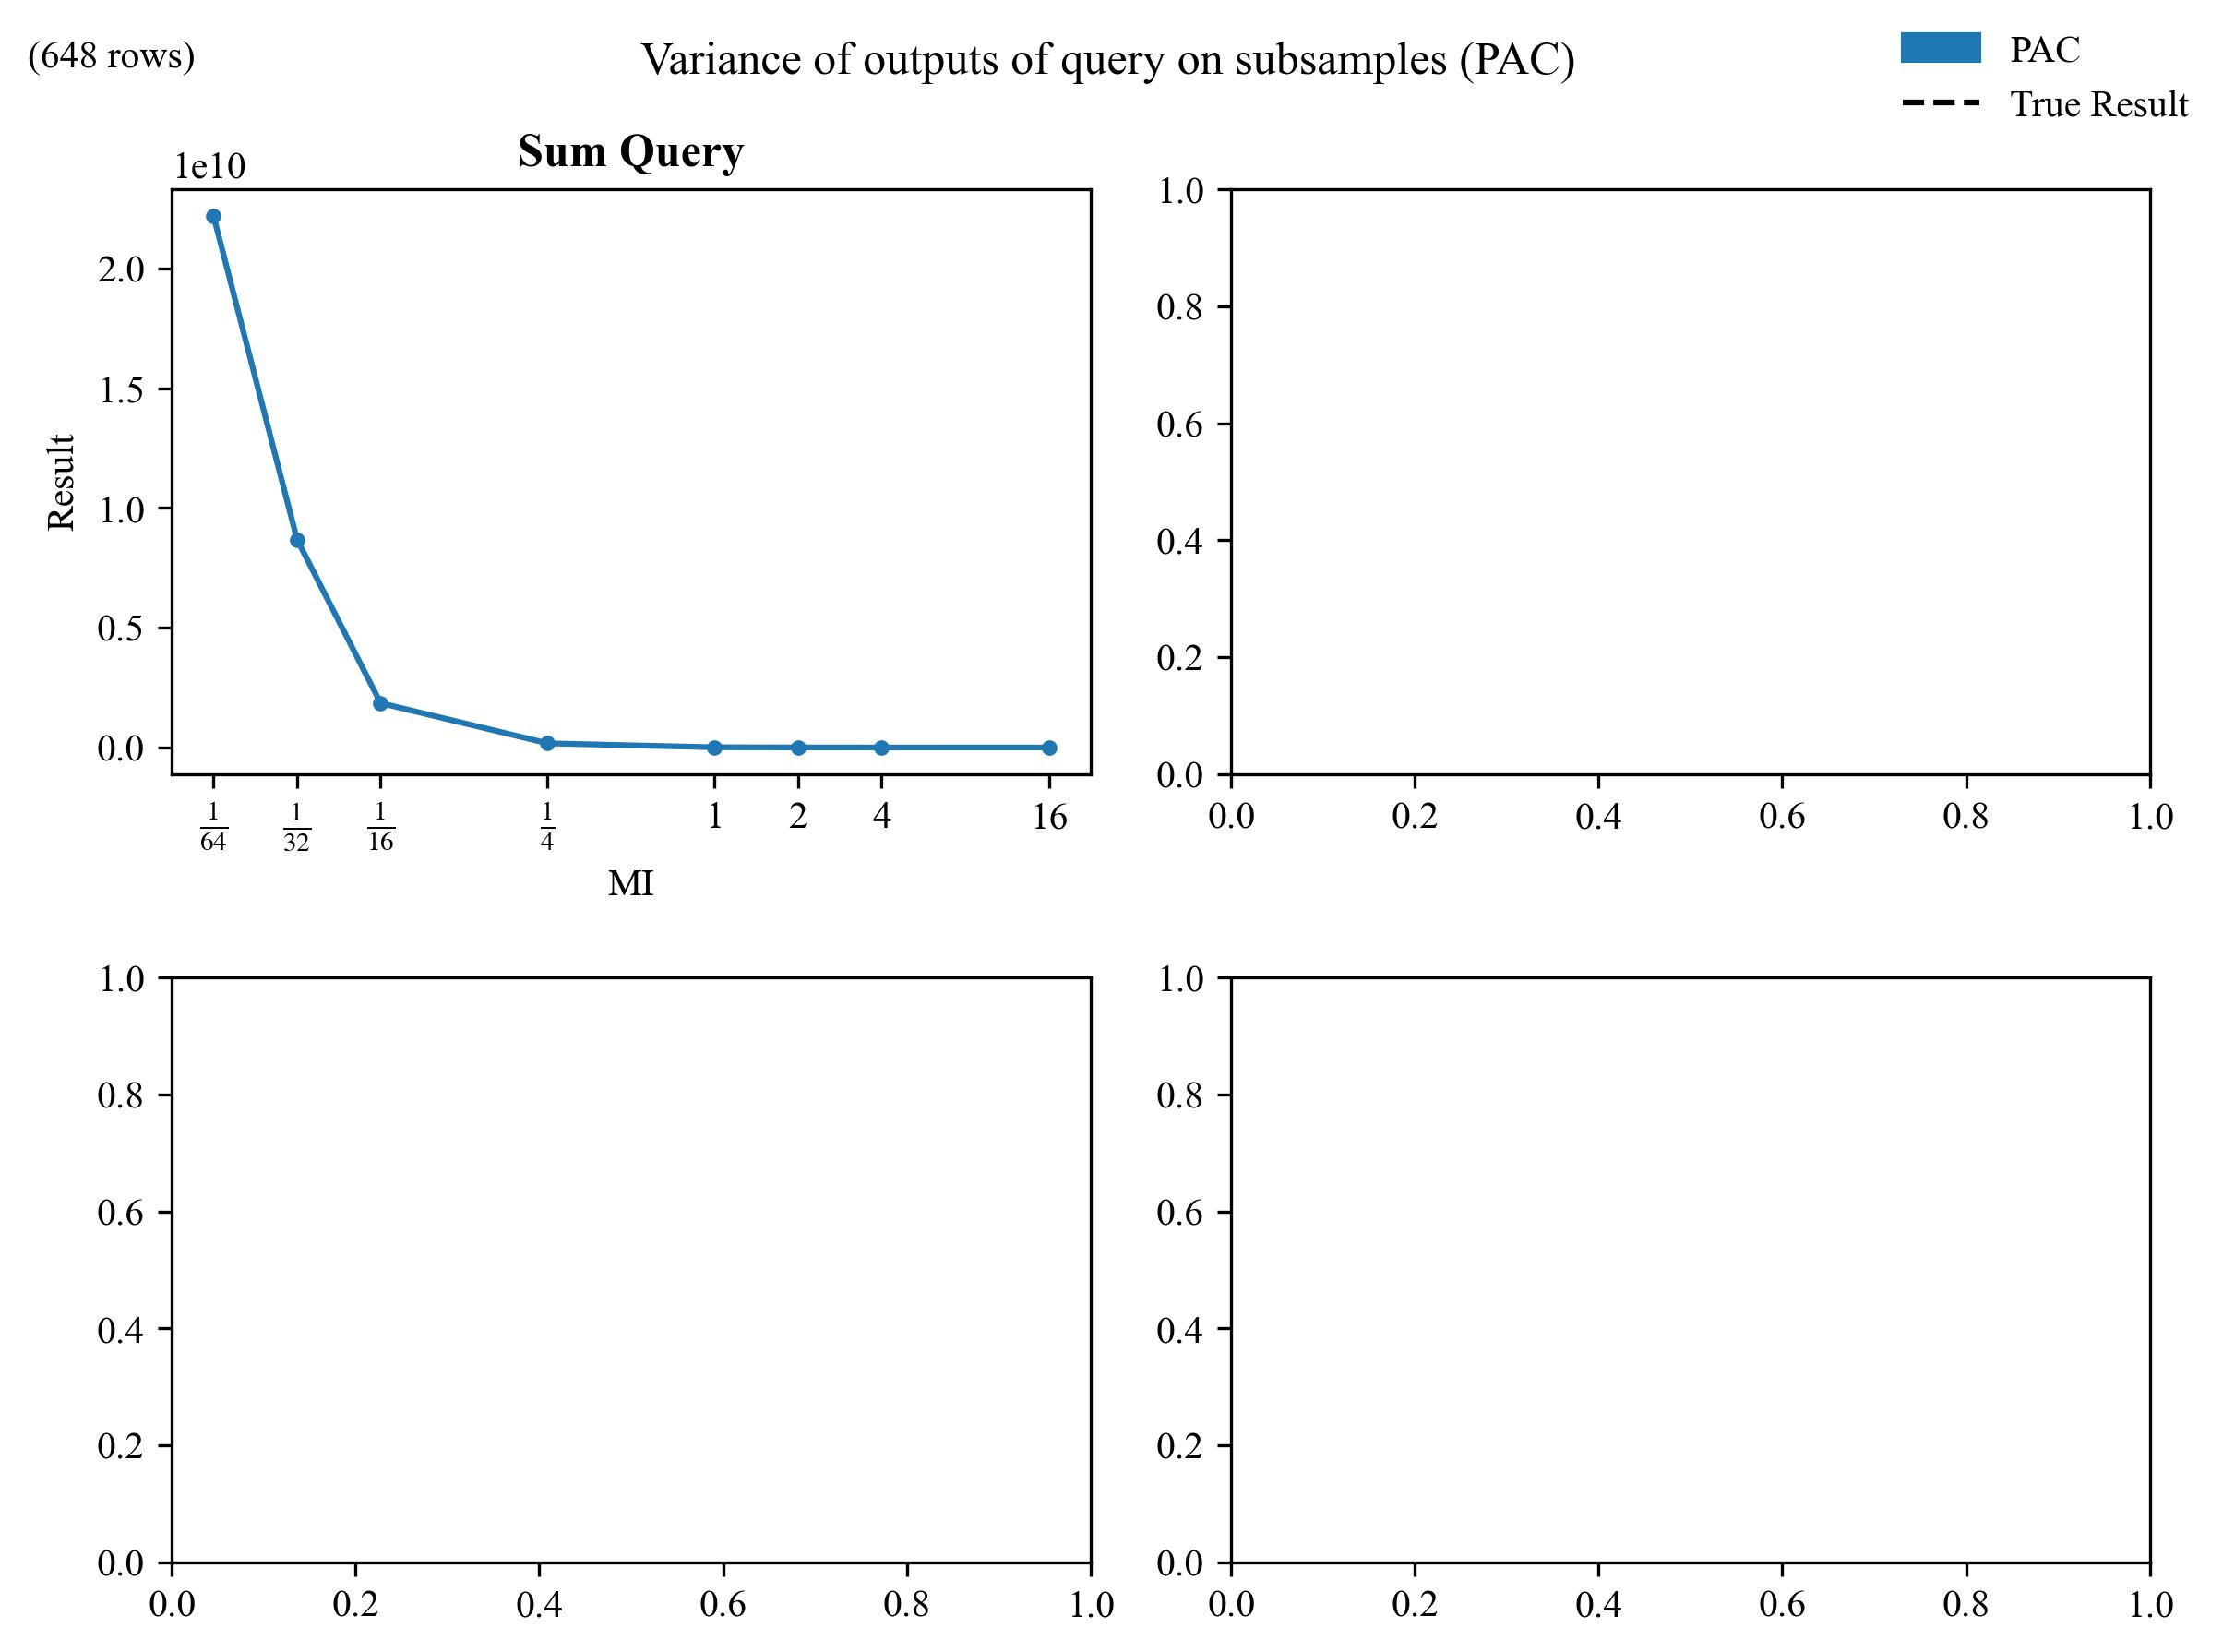 (648 rows)
Variance of outputs of query on subsamples (PAC)
PAC
True Result
Sum Query
1e10
2.0
1.5
1.0
0.5
0.0
Result
1/64 1/32 1/16 1/4 1 2 4 16
MI
1.0
0.8
0.6
0.4
0.2
0.0
0.0 0.2 0.4 0.6 0.8 1.0
1.0
0.8
0.6
0.4
0.2
0.0
0.0 0.2 0.4 0.6 0.8 1.0
1.0
0.8
0.6
0.4
0.2
0.0
0.0 0.2 0.4 0.6 0.8 1.0